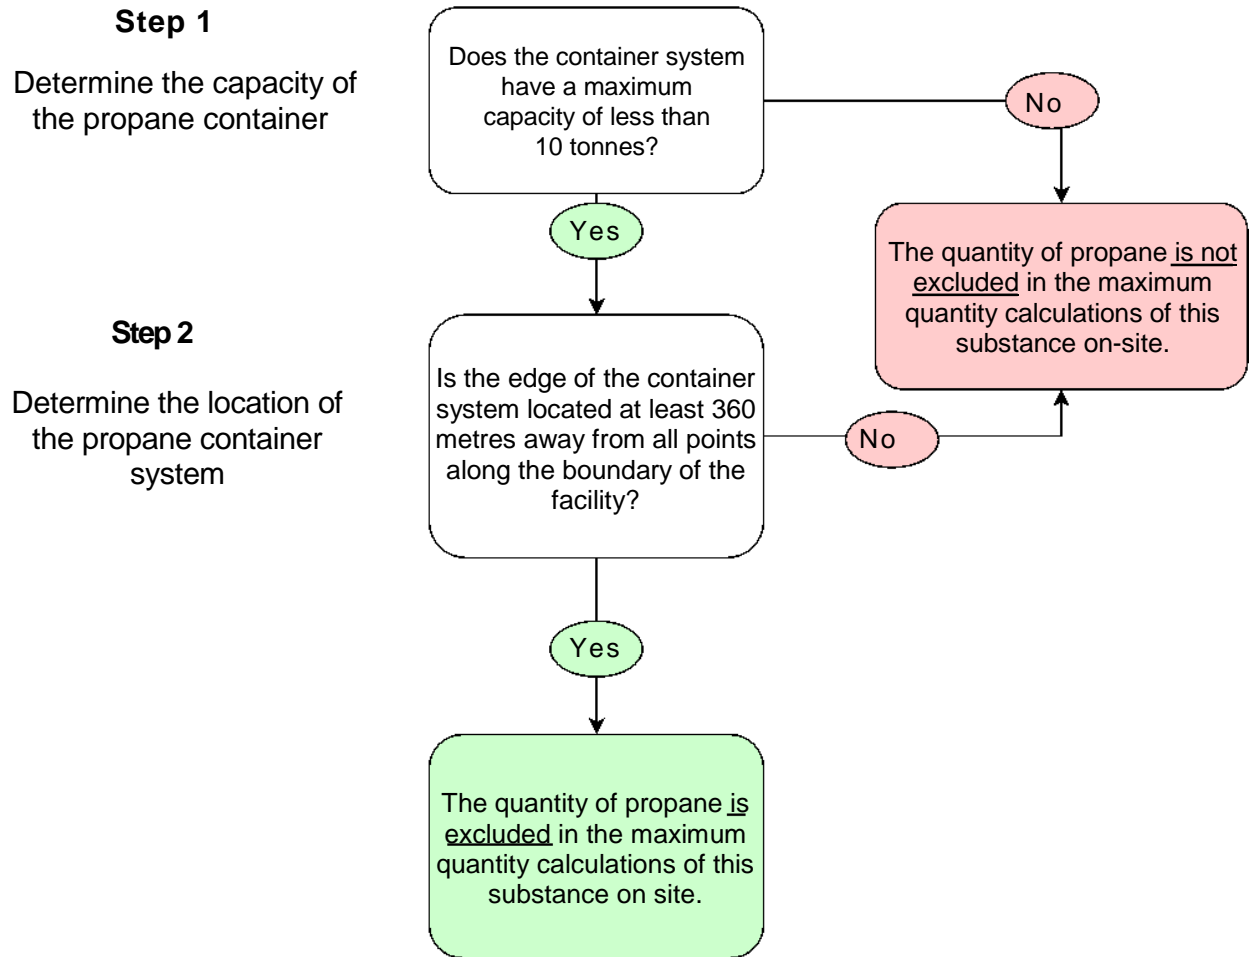 Step 1
Determine the capacity of
the propane container
Does the container system
have a maximum
capacity of less than
10 tonnes?
No
Yes
The quantity of propane is not
excluded in the maximum
quantity calculations of this
substance on-site.
Step 2
Determine the location of
the propane container
system
Is the edge of the container
system located at least 360
metres away from all points
along the boundary of the
facility?
No
Yes
The quantity of propane is
excluded in the maximum
quantity calculations of this
substance on site.